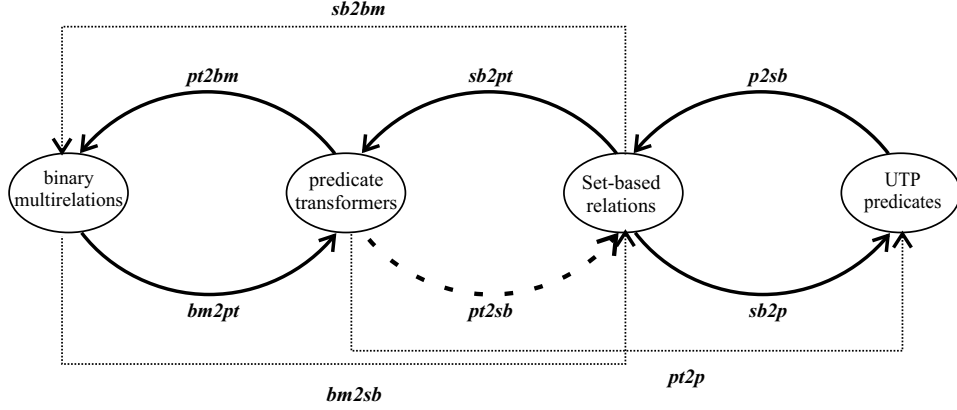 sb2bm
pt2bm
sb2pt
p2sb
binary
multirelations
predicate
transformers
Set-based
relations
UTP
predicates
bm2pt
pt2sb
sb2p
bm2sb
pt2p